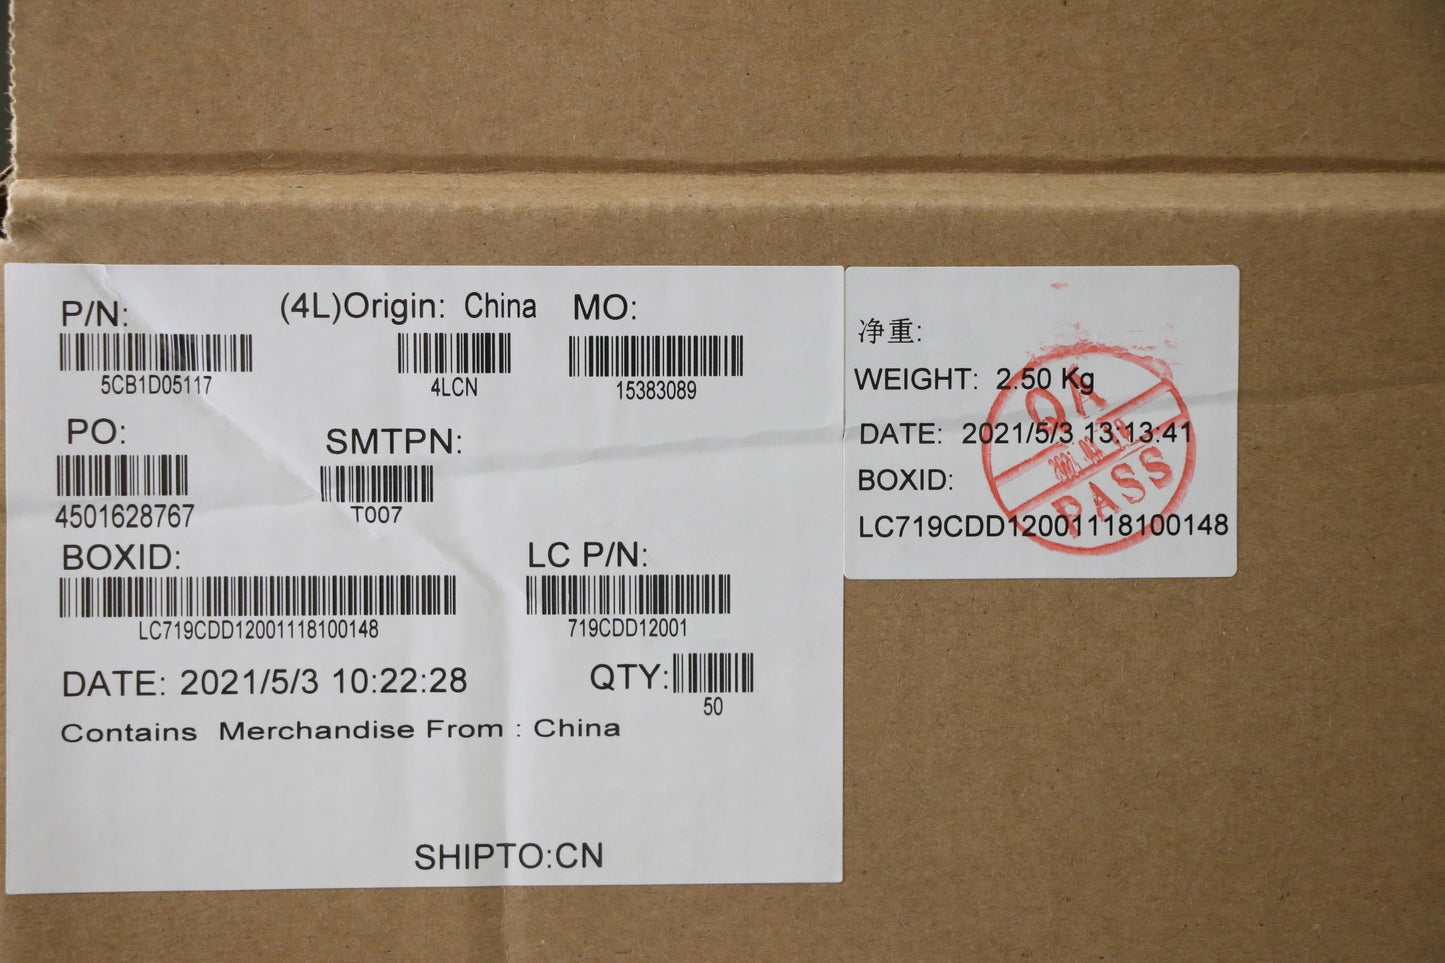 P/N:
5CB1D05117
(4L)Origin: China
4LCN
MO:
15383089
PO:
4501628767
SMTPN:
T007
BOXID:
LC719CDD12001118100148
LC P/N:
719CDD12001
DATE: 2021/5/3 10:22:28
QTY:
50
Contains Merchandise From : China
SHIPTO:CN
净重:
WEIGHT: 2.50 Kg
DATE: 2021/5/3 13:13:41
BOXID:
LC719CDD12001118100148
QA
PASS